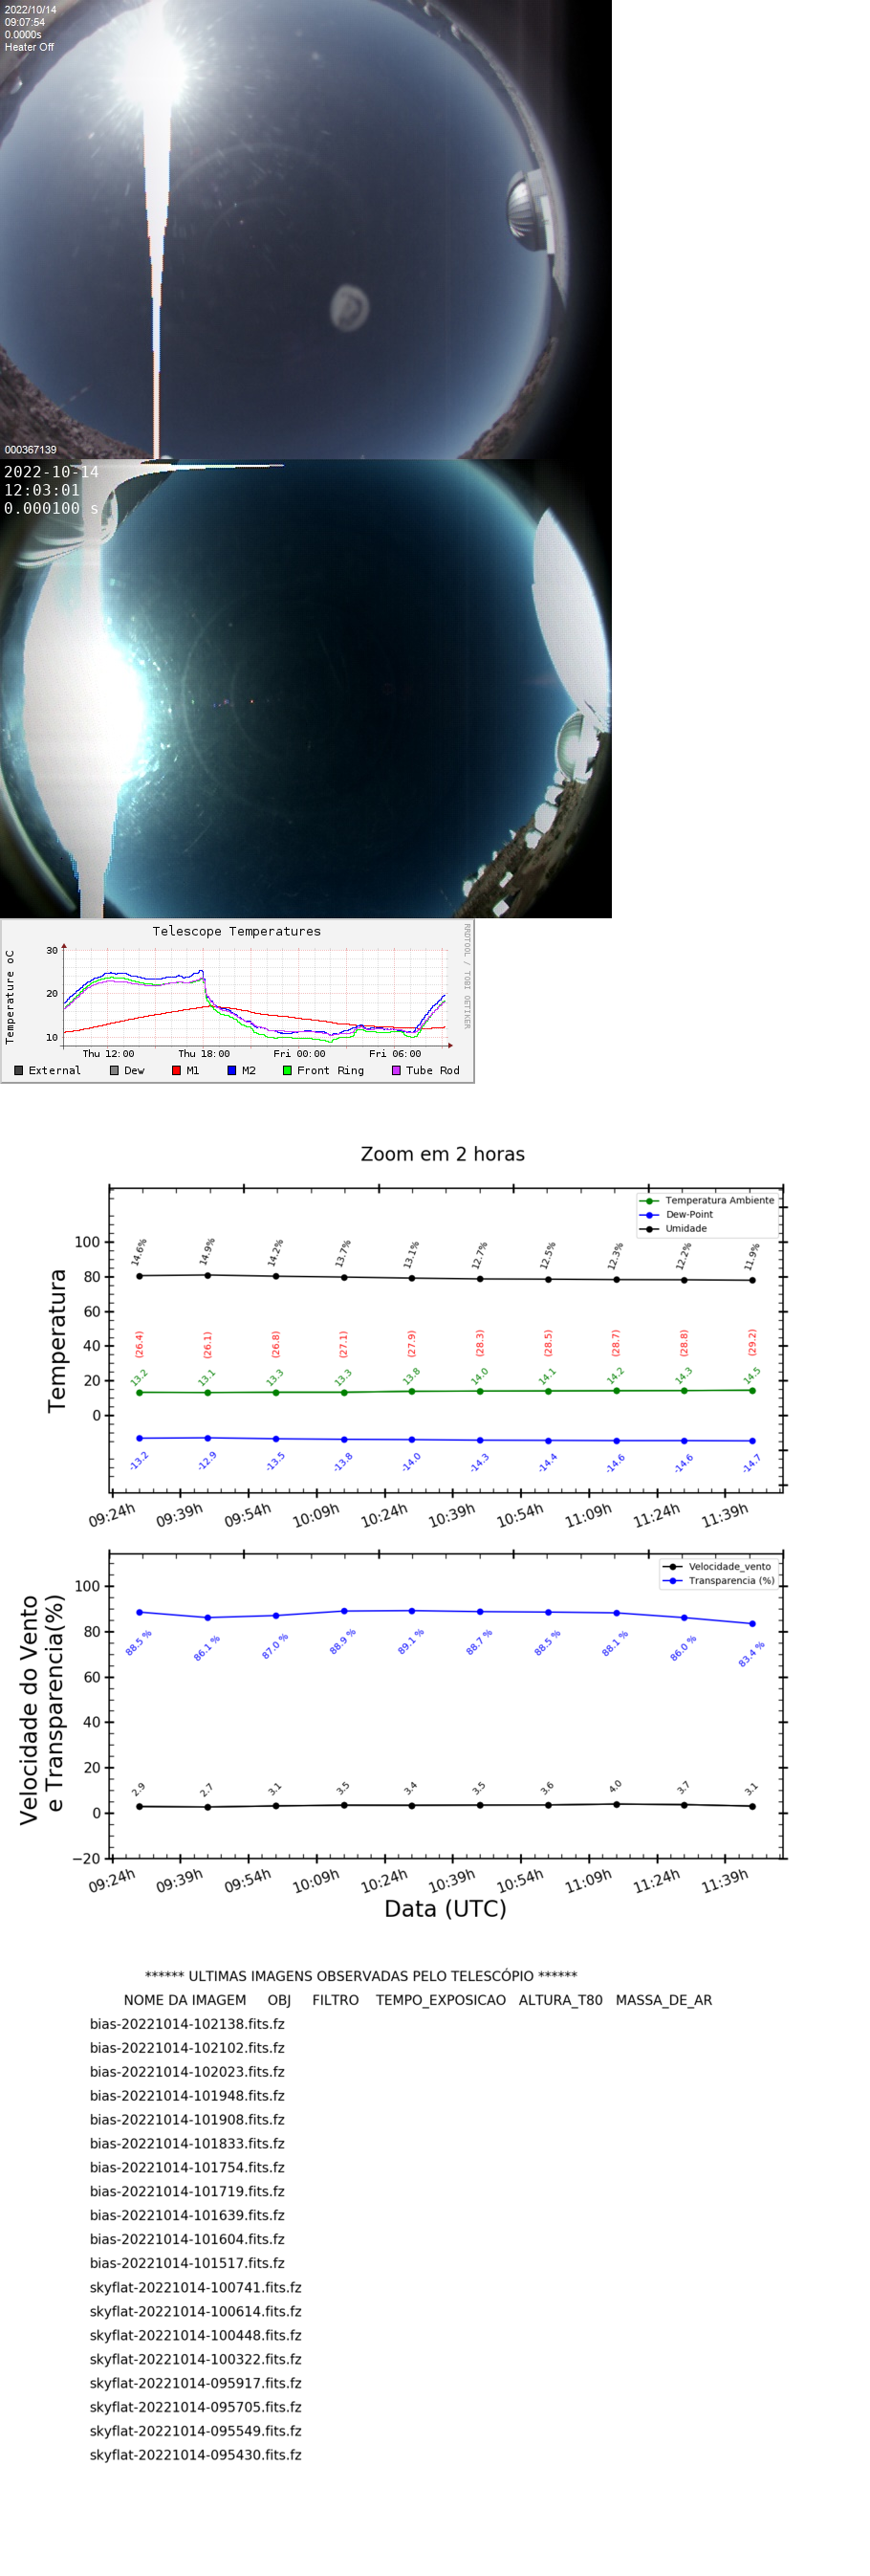 2022/10/14
09:07:54
0.0000s
Heater Off
000367139
2022-10-14
12:03:01
0.000100 s
Telescope Temperatures
RRDTOOL / TOBI OETIKER
Temperature oC
30
20
10
Thu 12:00 Thu 18:00 Fri 00:00 Fri 06:00
External Dew M1 M2 Front Ring Tube Rod
Zoom em 2 horas
Temperatura
Temperatura Ambiente
Dew-Point
Umidade
100
80
60
40
20
0
14.6% 14.9% 14.2% 13.7% 13.1% 12.7% 12.5% 12.3% 12.2% 11.9%
(26.4) (26.1) (26.8) (27.1) (27.9) (28.3) (28.5) (28.7) (28.8) (29.2)
13.2 13.1 13.3 13.3 13.8 14.0 14.1 14.2 14.3 14.5
-13.2 -12.9 -13.5 -13.8 -14.0 -14.3 -14.4 -14.6 -14.6 -14.7
09:24h 09:39h 09:54h 10:09h 10:24h 10:39h 10:54h 11:09h 11:24h 11:39h
Velocidade do Vento
e Transparencia(%)
Velocidade_vento
Transparencia (%)
100
80
60
40
20
0
−20
88.5 % 86.1 % 87.0 % 88.9 % 89.1 % 88.7 % 88.5 % 88.1 % 86.0 % 83.4 %
2.9 2.7 3.1 3.5 3.4 3.5 3.6 4.0 3.7 3.1
09:24h 09:39h 09:54h 10:09h 10:24h 10:39h 10:54h 11:09h 11:24h 11:39h
Data (UTC)
****** ULTIMAS IMAGENS OBSERVADAS PELO TELESCÓPIO ******
NOME DA IMAGEM OBJ FILTRO TEMPO_EXPOSICAO ALTURA_T80 MASSA_DE_AR
bias-20221014-102138.fits.fz
bias-20221014-102102.fits.fz
bias-20221014-102023.fits.fz
bias-20221014-101948.fits.fz
bias-20221014-101908.fits.fz
bias-20221014-101833.fits.fz
bias-20221014-101754.fits.fz
bias-20221014-101719.fits.fz
bias-20221014-101639.fits.fz
bias-20221014-101604.fits.fz
bias-20221014-101517.fits.fz
skyflat-20221014-100741.fits.fz
skyflat-20221014-100614.fits.fz
skyflat-20221014-100448.fits.fz
skyflat-20221014-100322.fits.fz
skyflat-20221014-095917.fits.fz
skyflat-20221014-095705.fits.fz
skyflat-20221014-095549.fits.fz
skyflat-20221014-095430.fits.fz